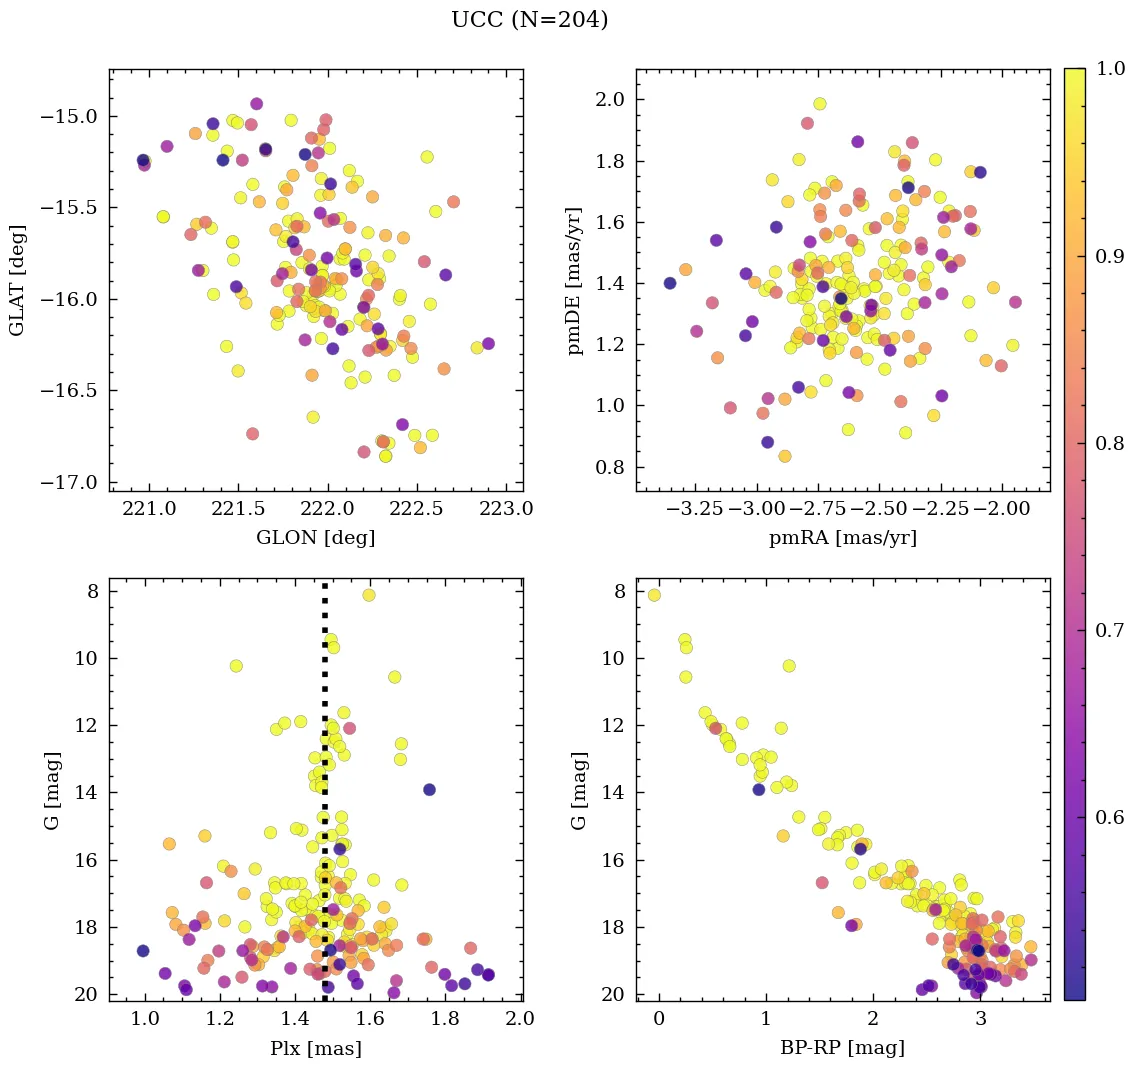 UCC (N=204)
−15.0
−15.5
−16.0
−16.5
−17.0
GLAT [deg]
221.0 221.5 222.0 222.5 223.0
GLON [deg]
2.0
1.8
1.6
1.4
1.2
1.0
0.8
pmDE [mas/yr]
−3.25 −3.00 −2.75 −2.50 −2.25 −2.00
pmRA [mas/yr]
1.0
0.9
0.8
0.7
0.6
8
10
12
14
16
18
20
G [mag]
1.0 1.2 1.4 1.6 1.8 2.0
Plx [mas]
8
10
12
14
16
18
20
G [mag]
0 1 2 3
BP-RP [mag]